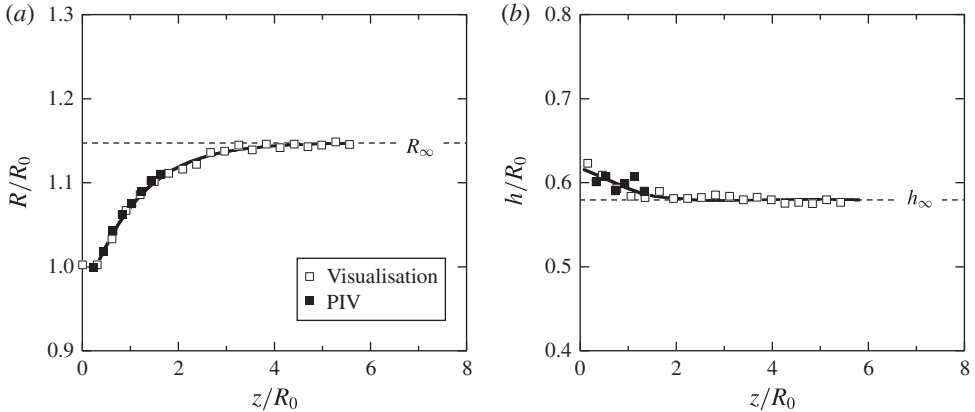 (a)
1.3
1.2
1.1
1.0
0.9
R/R0
R∞
Visualisation
PIV
0 2 4 6 8
z/R0
(b)
0.8
0.7
0.6
0.5
0.4
h/R0
h∞
0 2 4 6 8
z/R0